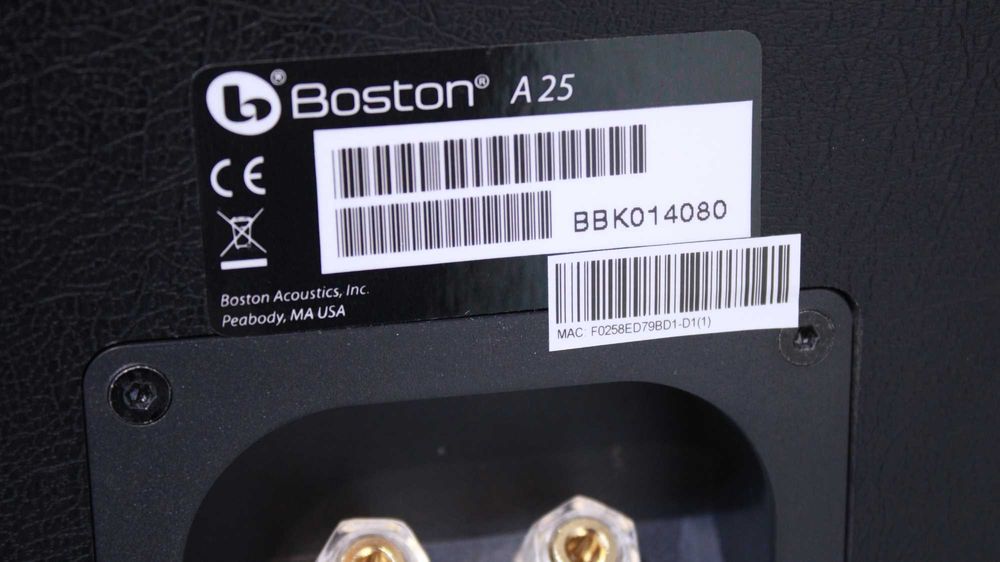 b® Boston® A 25
CE
BBK014080
Boston Acoustics, Inc.
Peabody, MA USA
MAC: F0258ED79BD1-D1(1)